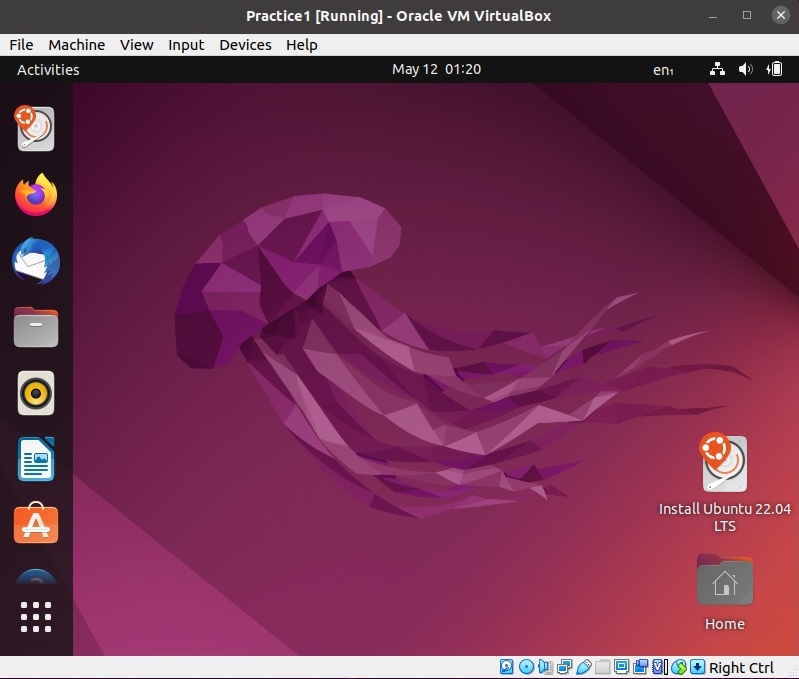 Practice1 [Running] - Oracle VM VirtualBox
File Machine View Input Devices Help
Activities May 12 01:20 en₁
Install Ubuntu 22.04
LTS
Home
Right Ctrl